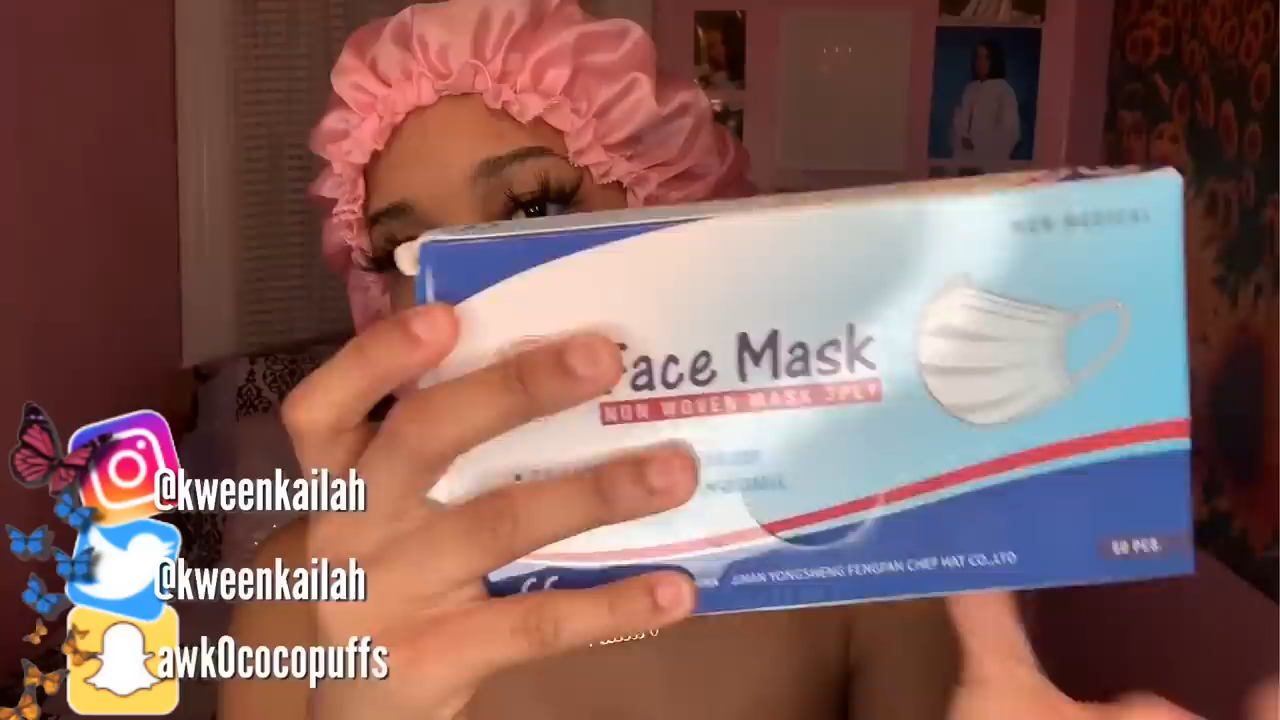 NON MEDICAL
Face Mask
NON WOVEN MASK 3PLY
50 PCS.
JINAN YONGSHENG FENGFAN CHEF HAT CO.,LTD
@kweenkailah
@kweenkailah
awk0cocopuffs